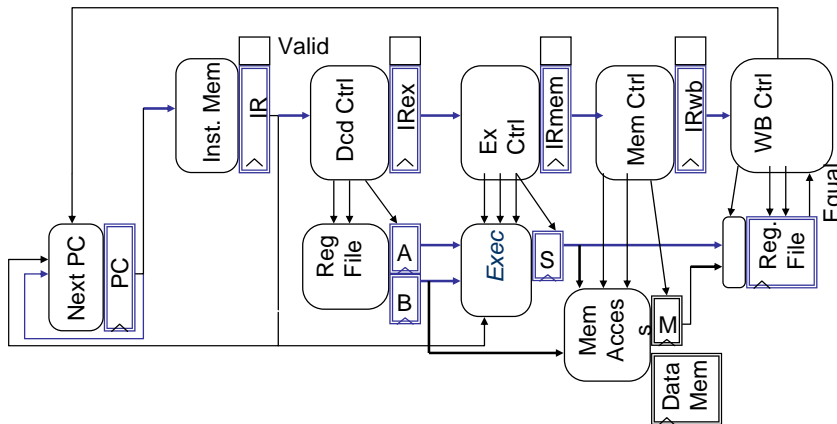 Valid
Next PC
PC
Inst. Mem
IR
Dcd Ctrl
IRex
Ex
Ctrl
IRmem
Mem Ctrl
IRwb
WB Ctrl
Reg
File
A
B
Exec
S
Mem
Acces
s
M
Data
Mem
Reg.
File
Equal